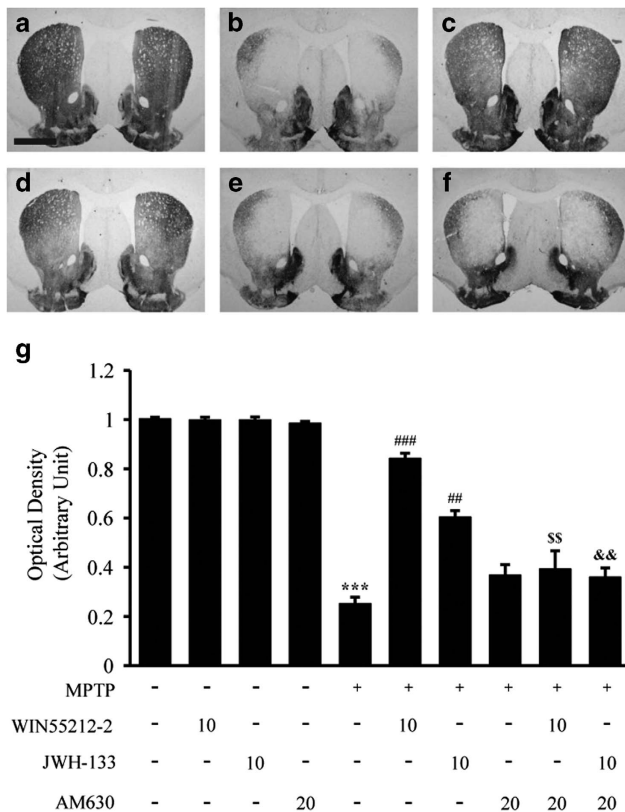 a b c
d e f
g
1.2
1
0.8
0.6
0.4
0.2
0
Optical Density
(Arbitrary Unit)
***
###
##
$$
&&
MPTP - - - - + + + + + +
WIN55212-2 - 10 - - - 10 - - 10 -
JWH-133 - - 10 - - - 10 - - 10
AM630 - - - 20 - - - 20 20 20